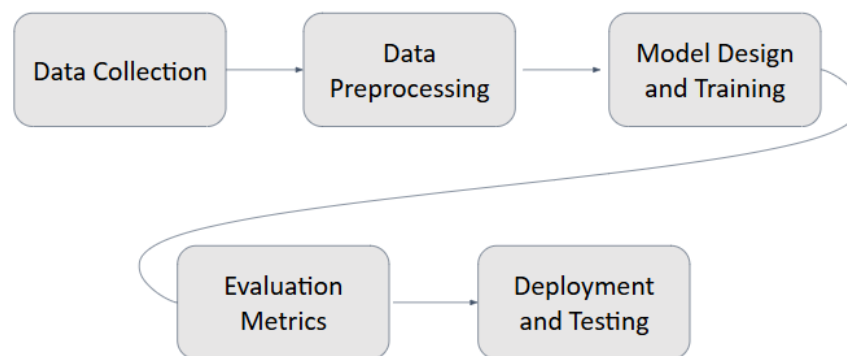 Data Collection
Data
Preprocessing
Model Design
and Training
Evaluation
Metrics
Deployment
and Testing